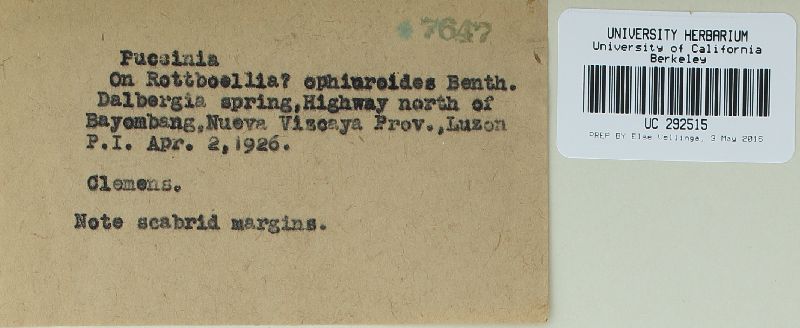 * 7647
Puccinia
On Rottboellia? ophiuroides Benth.
Dalbergia spring,Highway north of
Bayombang,Nueva Viscaya Prov.,Luzon
P.I. Apr. 2,1926.
Clemens.
Note scabrid margins.
UNIVERSITY HERBARIUM
University of California
Berkeley
UC 292515
PREP BY Else Vellinga, 3 May 2016